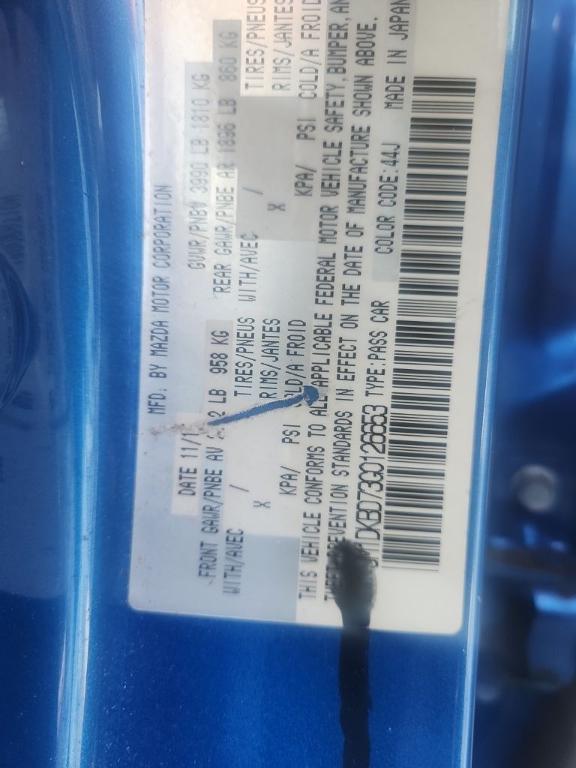 MFD. BY MAZDA MOTOR CORPORATION
DATE 11/1
GVWR/PNBV 3990 LB 1810 KG
FRONT GAWR/PNBE AV 2 LB 958 KG
REAR GAWR/PNBE AR 1896 LB 860 KG
WITH/AVEC / TIRES/PNEUS WITH/AVEC / TIRES/PNEUS
X RIMS/JANTES X RIMS/JANTES
KPA/ PSI COLD/A FROID KPA/ PSI COLD/A FROID
THIS VEHICLE CONFORMS TO ALL APPLICABLE FEDERAL MOTOR VEHICLE SAFETY, BUMPER, AN
PREVENTION STANDARDS IN EFFECT ON THE DATE OF MANUFACTURE SHOWN ABOVE.
DKBD73G0126653 TYPE:PASS CAR COLOR CODE:44J MADE IN JAPAN